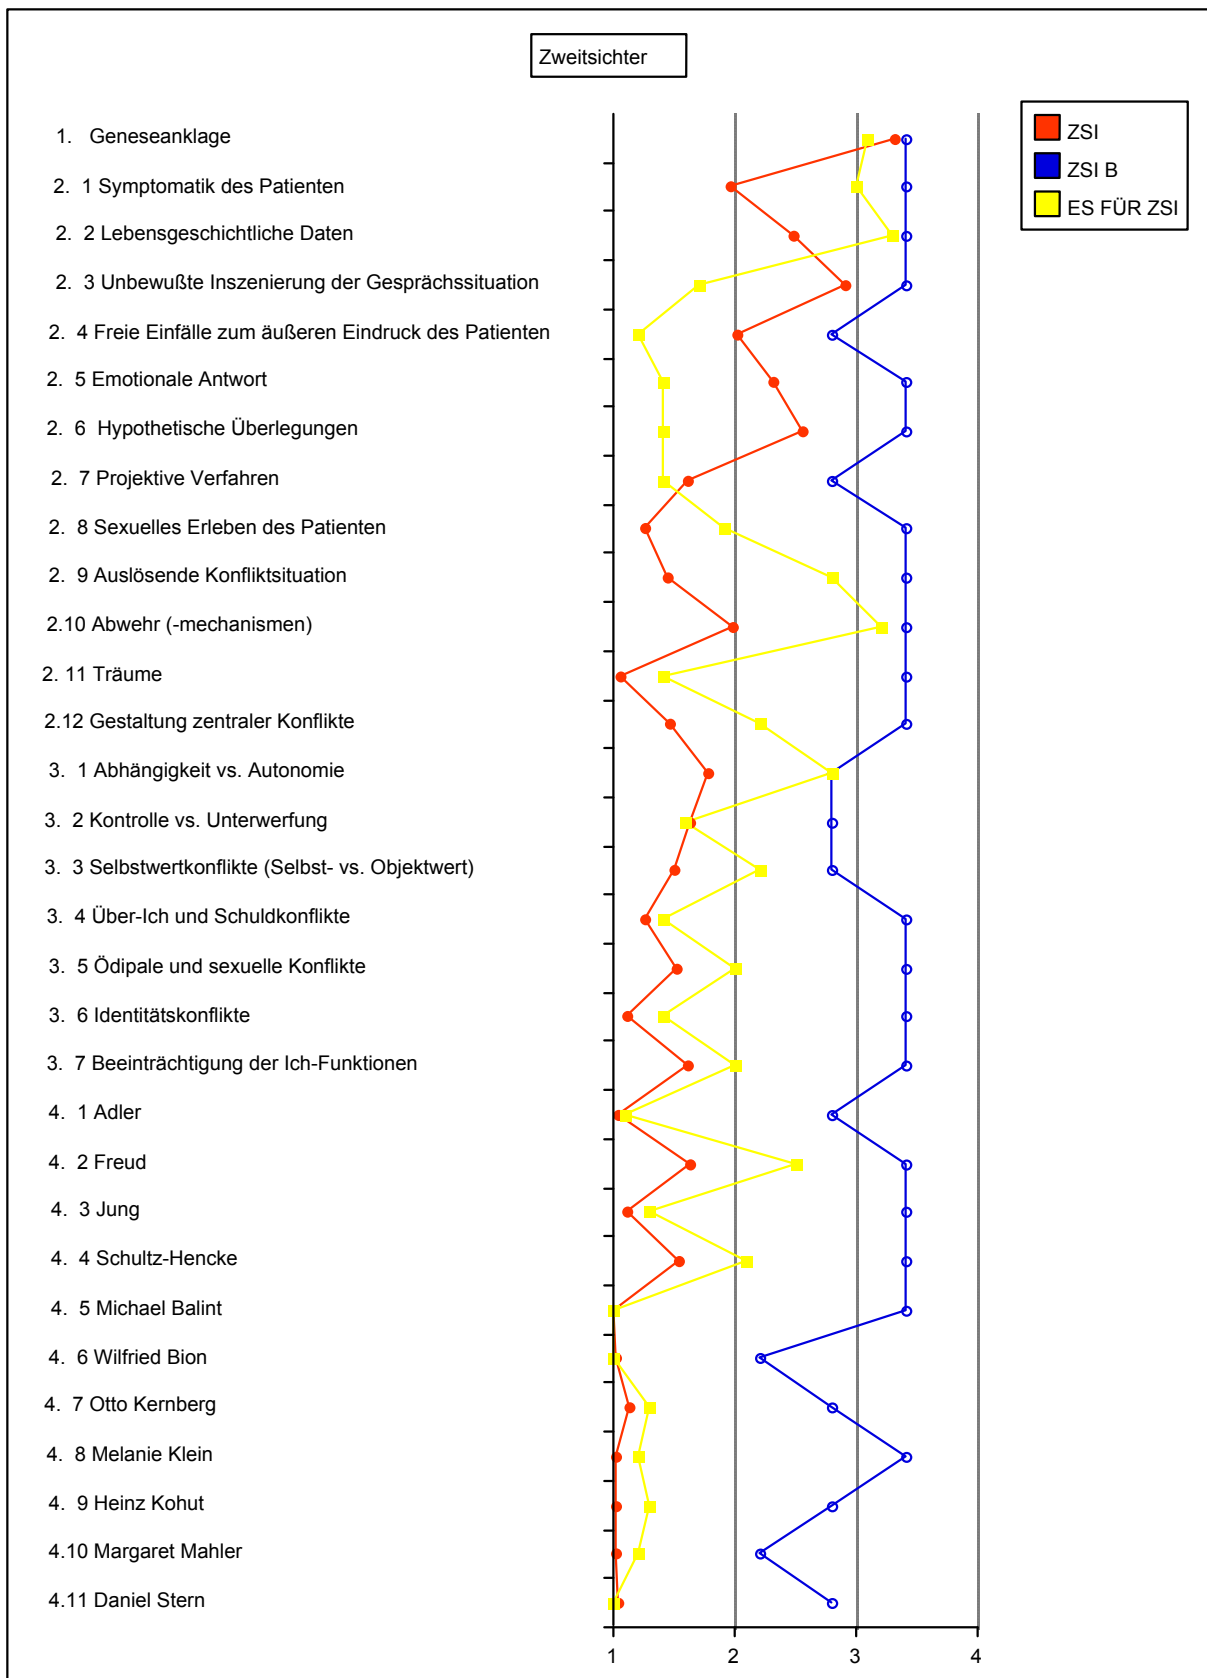 Zweitsichter
ZSI
ZSI B
ES FÜR ZSI
1. Geneseanklage
2. 1 Symptomatik des Patienten
2. 2 Lebensgeschichtliche Daten
2. 3 Unbewußte Inszenierung der Gesprächssituation
2. 4 Freie Einfälle zum äußeren Eindruck des Patienten
2. 5 Emotionale Antwort
2. 6 Hypothetische Überlegungen
2. 7 Projektive Verfahren
2. 8 Sexuelles Erleben des Patienten
2. 9 Auslösende Konfliktsituation
2.10 Abwehr (-mechanismen)
2. 11 Träume
2.12 Gestaltung zentraler Konflikte
3. 1 Abhängigkeit vs. Autonomie
3. 2 Kontrolle vs. Unterwerfung
3. 3 Selbstwertkonflikte (Selbst- vs. Objektwert)
3. 4 Über-Ich und Schuldkonflikte
3. 5 Ödipale und sexuelle Konflikte
3. 6 Identitätskonflikte
3. 7 Beeinträchtigung der Ich-Funktionen
4. 1 Adler
4. 2 Freud
4. 3 Jung
4. 4 Schultz-Hencke
4. 5 Michael Balint
4. 6 Wilfried Bion
4. 7 Otto Kernberg
4. 8 Melanie Klein
4. 9 Heinz Kohut
4.10 Margaret Mahler
4.11 Daniel Stern
1 2 3 4